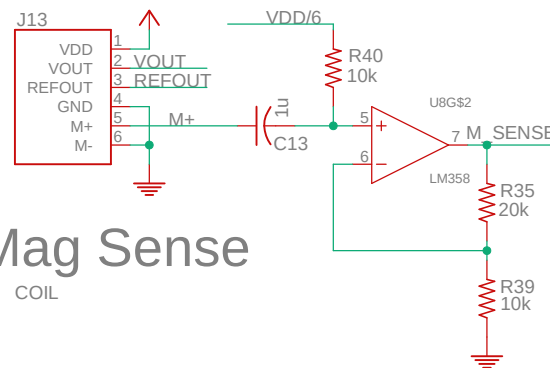 J13
VDD
VOUT
REFOUT
GND
M+
M-
1
2
3
4
5
6
VOUT
REFOUT
M+
1u
C13
VDD/6
R40
10k
5
6
7
+
−
U8G$2
LM358
M_SENSE
R35
20k
R39
10k
Mag Sense
COIL